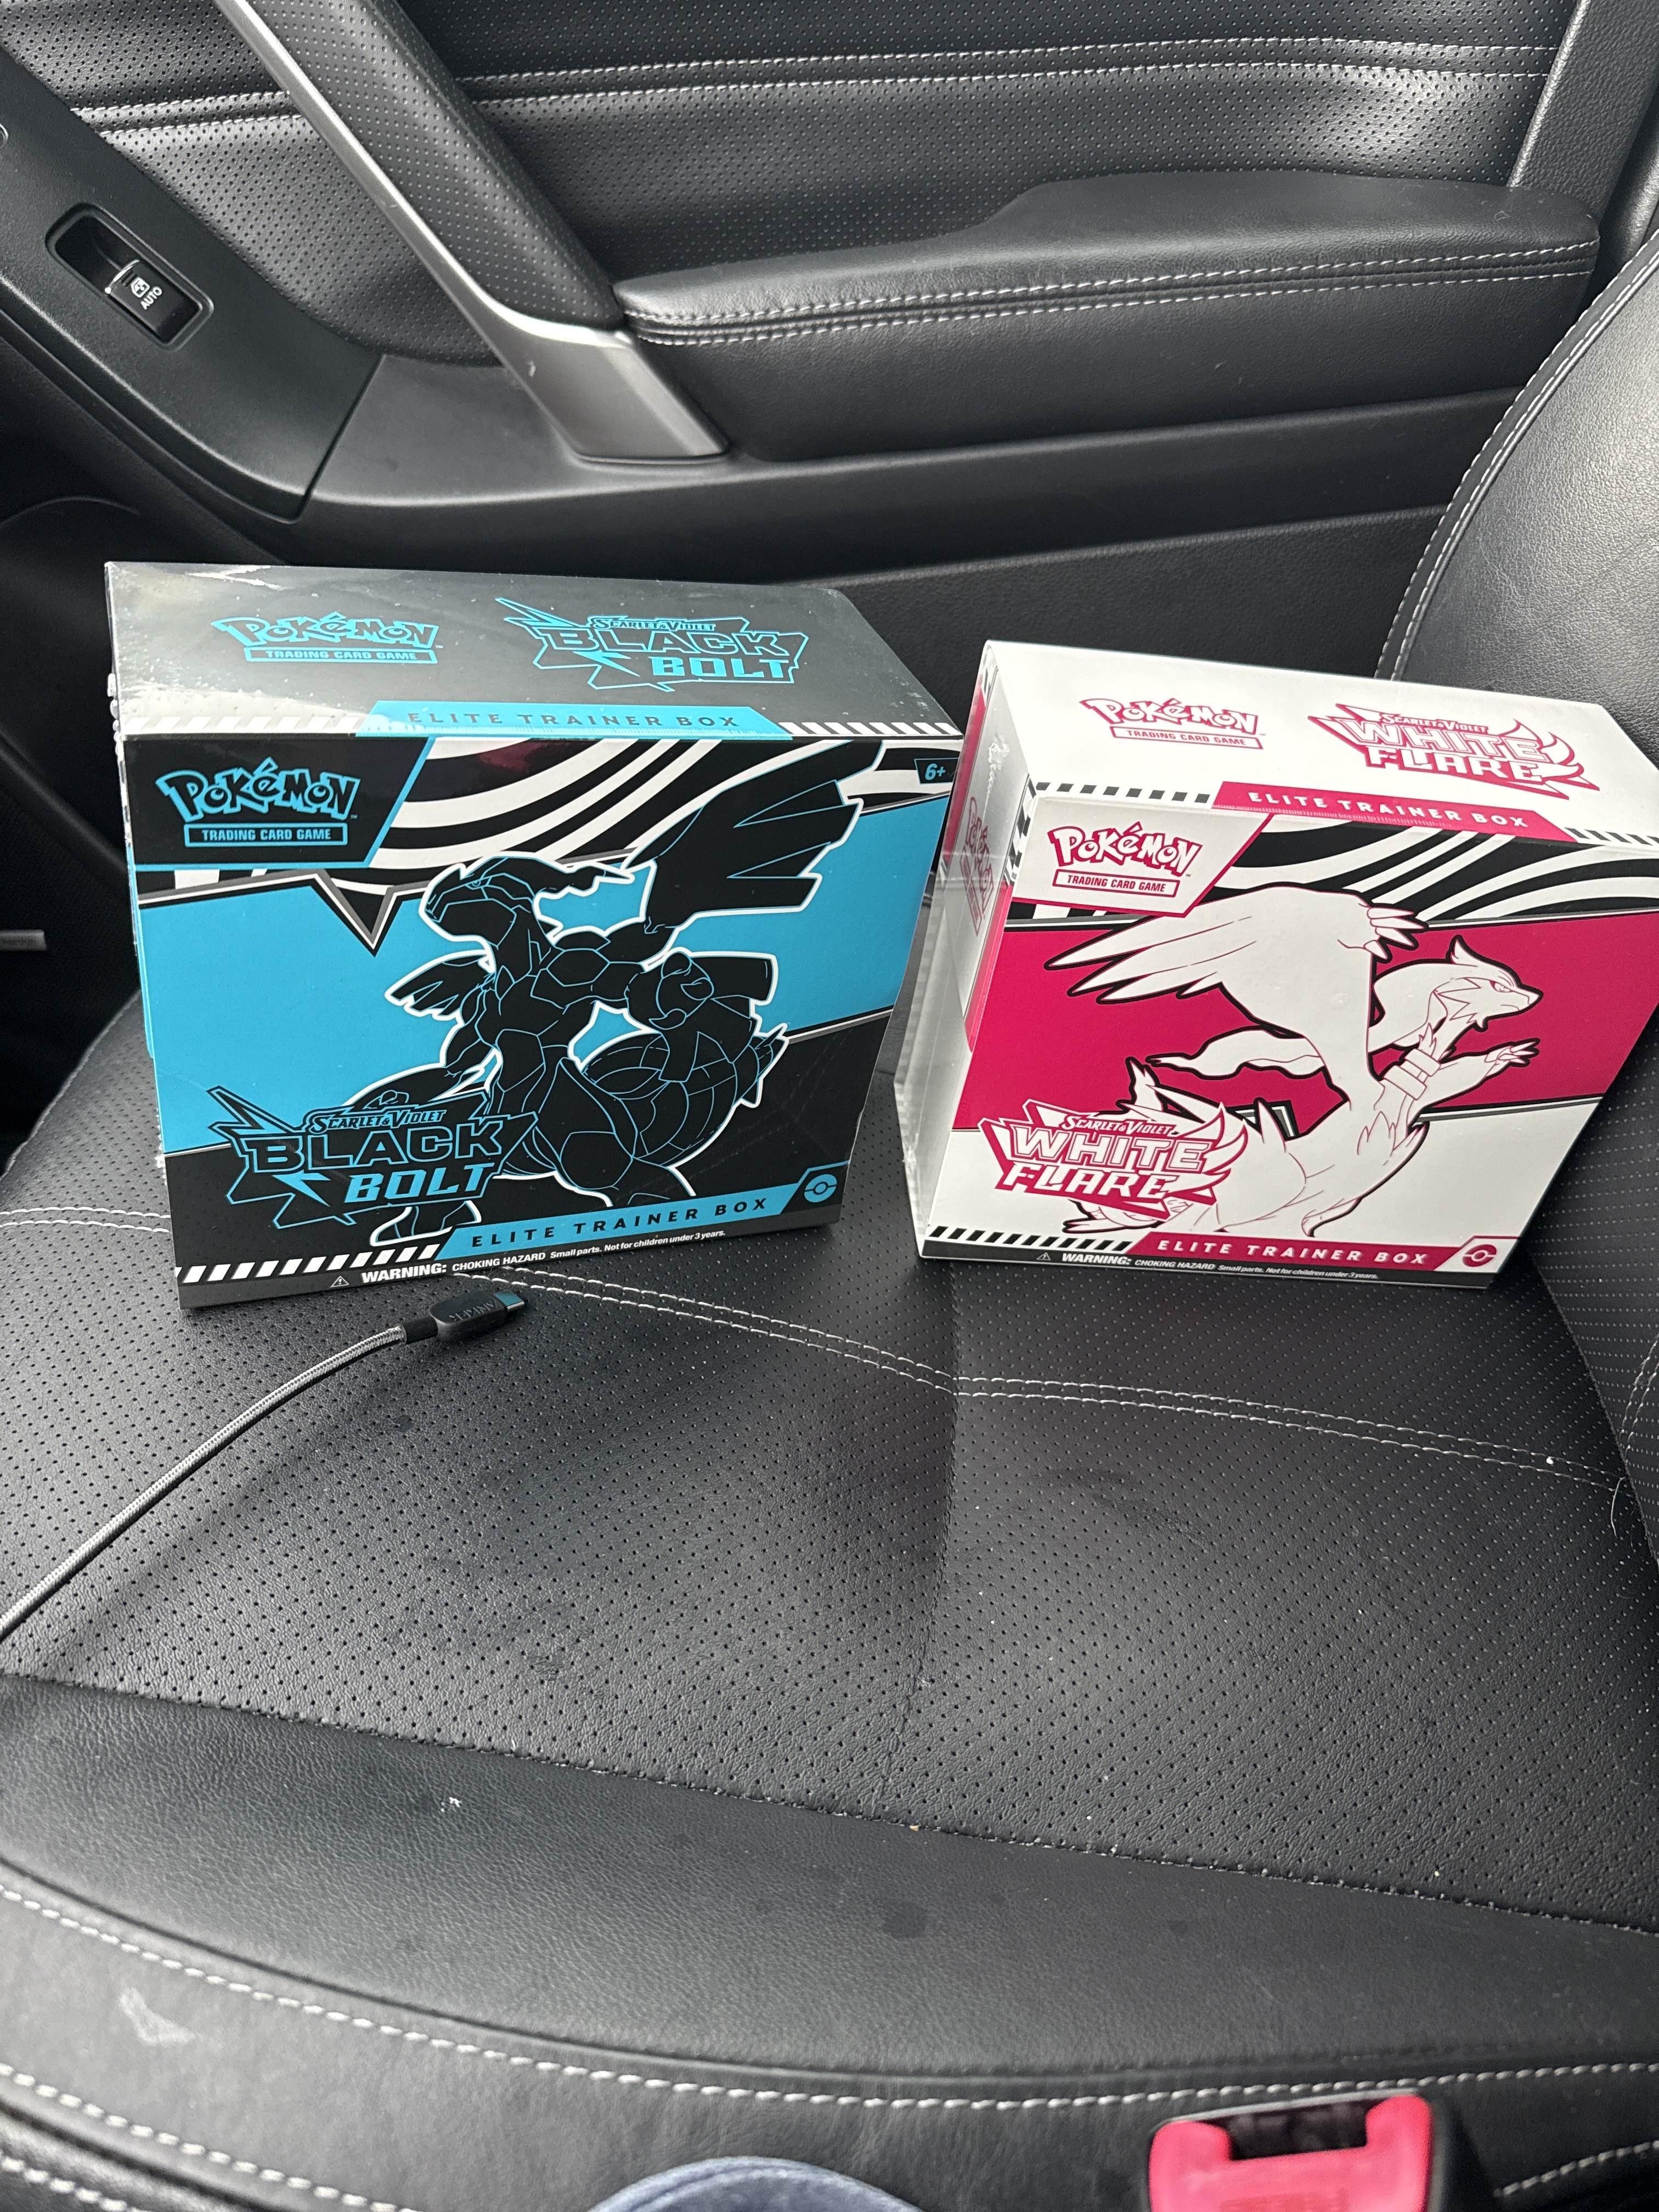 AUTO
POKéMON
TRADING CARD GAME
SCARLET & VIOLET
BLACK
BOLT
ELITE TRAINER BOX
POKéMON
TRADING CARD GAME
6+
SCARLET & VIOLET
BLACK
BOLT
ELITE TRAINER BOX
WARNING: CHOKING HAZARD Small parts. Not for children under 3 years.
POKéMON
TRADING CARD GAME
SCARLET & VIOLET
WHITE
FLARE
ELITE TRAINER BOX
POKéMON
TRADING CARD GAME
SCARLET & VIOLET
WHITE
FLARE
ELITE TRAINER BOX
WARNING: CHOKING HAZARD Small parts. Not for children under 3 years.